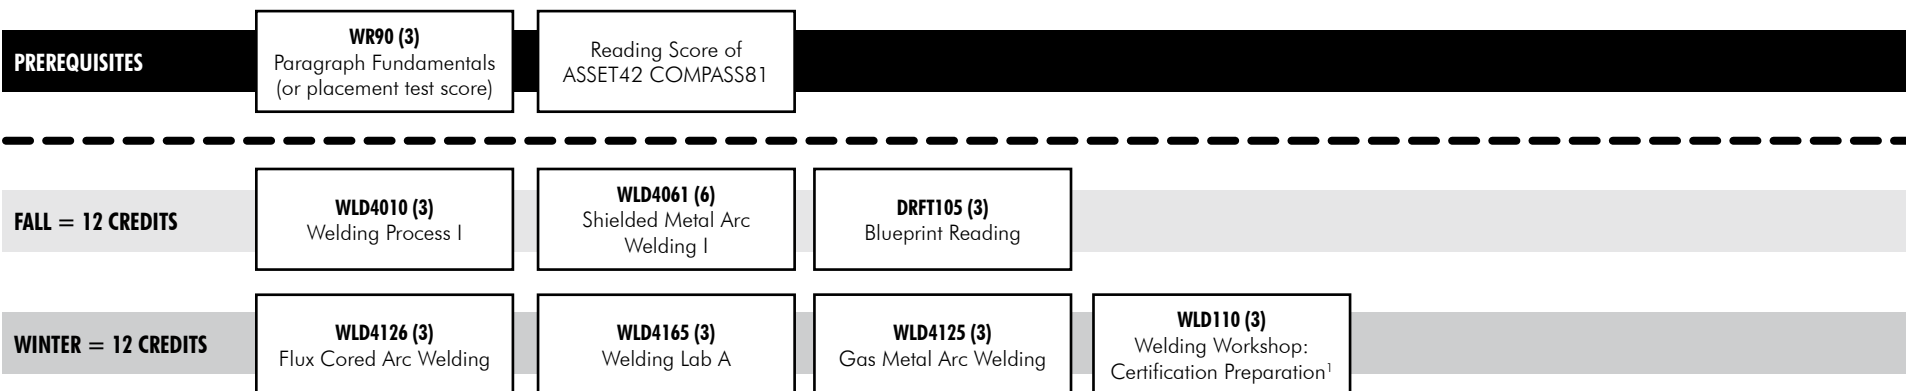 PREREQUISITES
WR90 (3)
Paragraph Fundamentals
(or placement test score)
Reading Score of
ASSET42 COMPASS81
FALL = 12 CREDITS
WLD4010 (3)
Welding Process I
WLD4061 (6)
Shielded Metal Arc
Welding I
DRFT105 (3)
Blueprint Reading
WINTER = 12 CREDITS
WLD4126 (3)
Flux Cored Arc Welding
WLD4165 (3)
Welding Lab A
WLD4125 (3)
Gas Metal Arc Welding
WLD110 (3)
Welding Workshop:
Certification Preparation¹